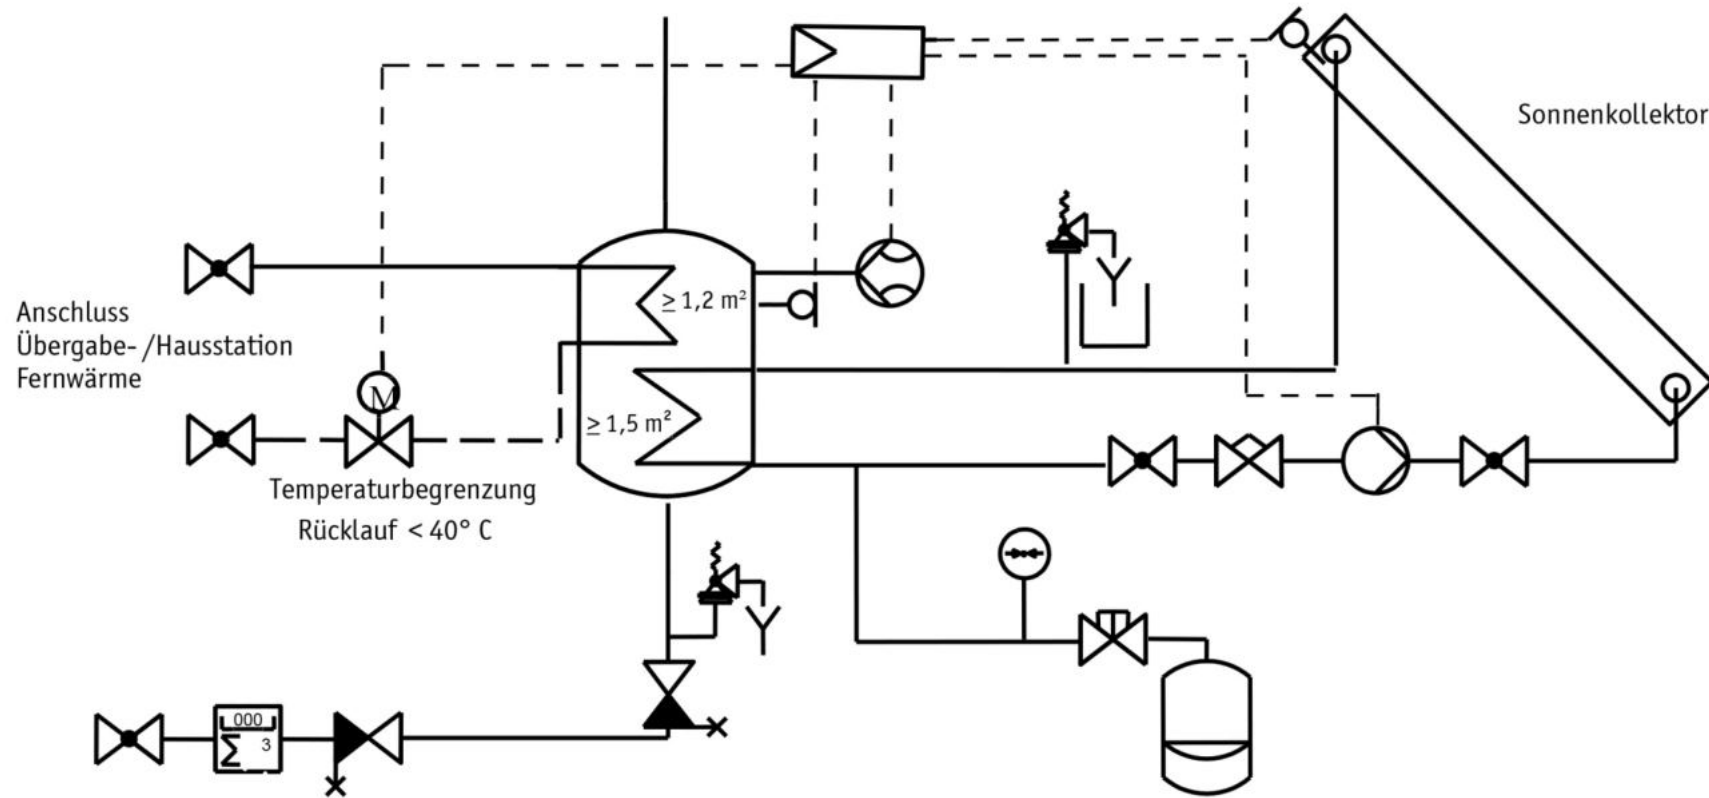 Sonnenkollektor
≥ 1,2 m²
Anschluss
Übergabe- /Hausstation
Fernwärme
M
≥ 1,5 m²
Temperaturbegrenzung
Rücklauf < 40° C
000
Σ 3